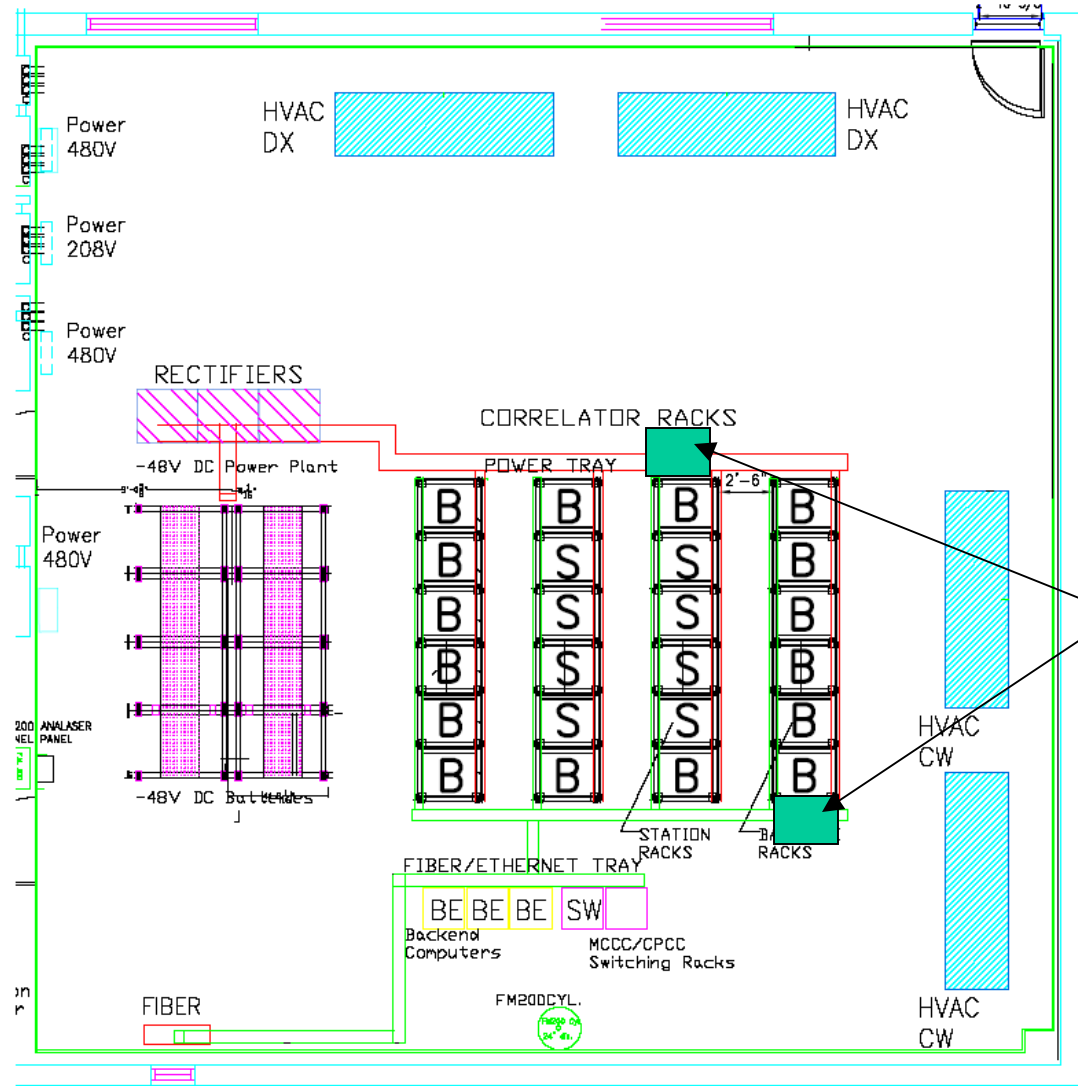 HVAC
DX
HVAC
DX
Power
480V
Power
208V
Power
480V
RECTIFIERS
CORRELATOR RACKS
-48V DC Power Plant
POWER TRAY
2'-6"
Power
480V
B B B B
B S S B
B S S B
B S S B
B S S B
B B B B
ANALASER
PANEL
-48V DC Batteries
HVAC
CW
STATION
RACKS
RACKS
FIBER/ETHERNET TRAY
BE BE BE SW
Backend
Computers
MCCC/CPCC
Switching Racks
FM200CYL.
FIBER
HVAC
CW